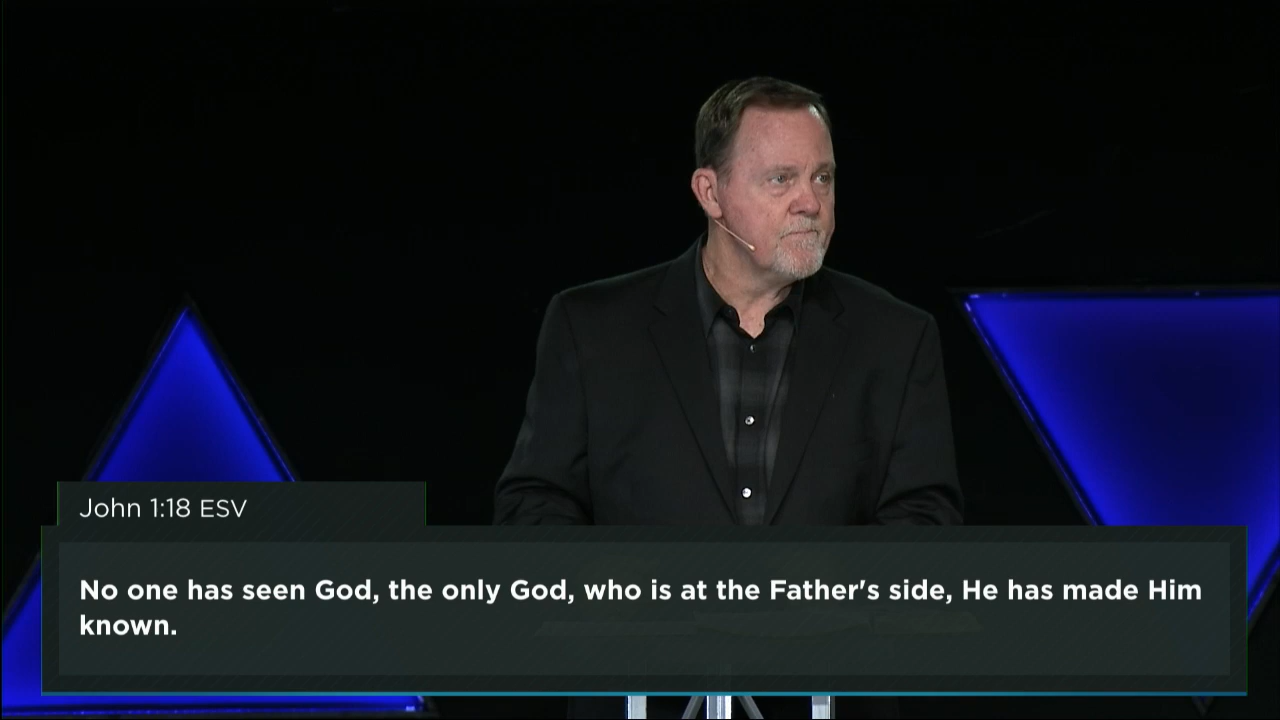 John 1:18 ESV
No one has seen God, the only God, who is at the Father's side, He has made Him
known.